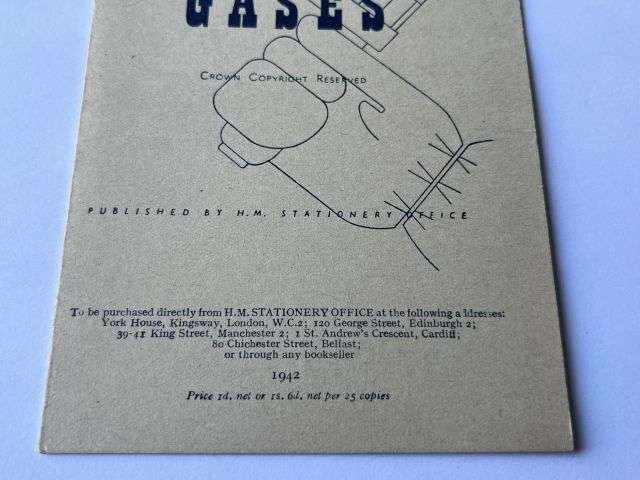 GASES
CROWN COPYRIGHT RESERVED
PUBLISHED BY H.M. STATIONERY OFFICE
To be purchased directly from H.M. STATIONERY OFFICE at the following addresses:
York House, Kingsway, London, W.C.2; 120 George Street, Edinburgh 2;
39-41 King Street, Manchester 2; 1 St. Andrew's Crescent, Cardiff;
80 Chichester Street, Belfast;
or through any bookseller
1942
Price 1d. net or 1s. 6d. net per 25 copies